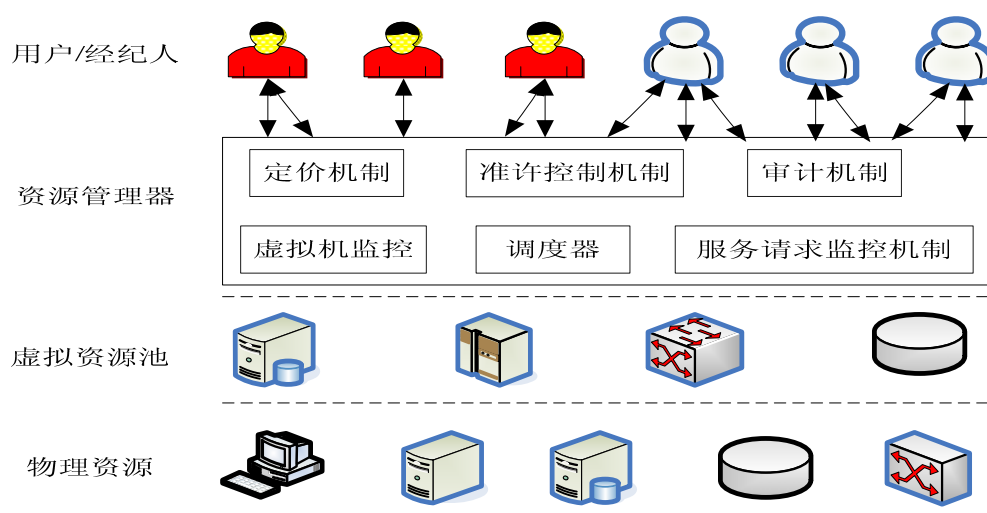 用户/经纪人
定价机制
准许控制机制
审计机制
资源管理器
虚拟机监控
调度器
服务请求监控机制
虚拟资源池
物理资源